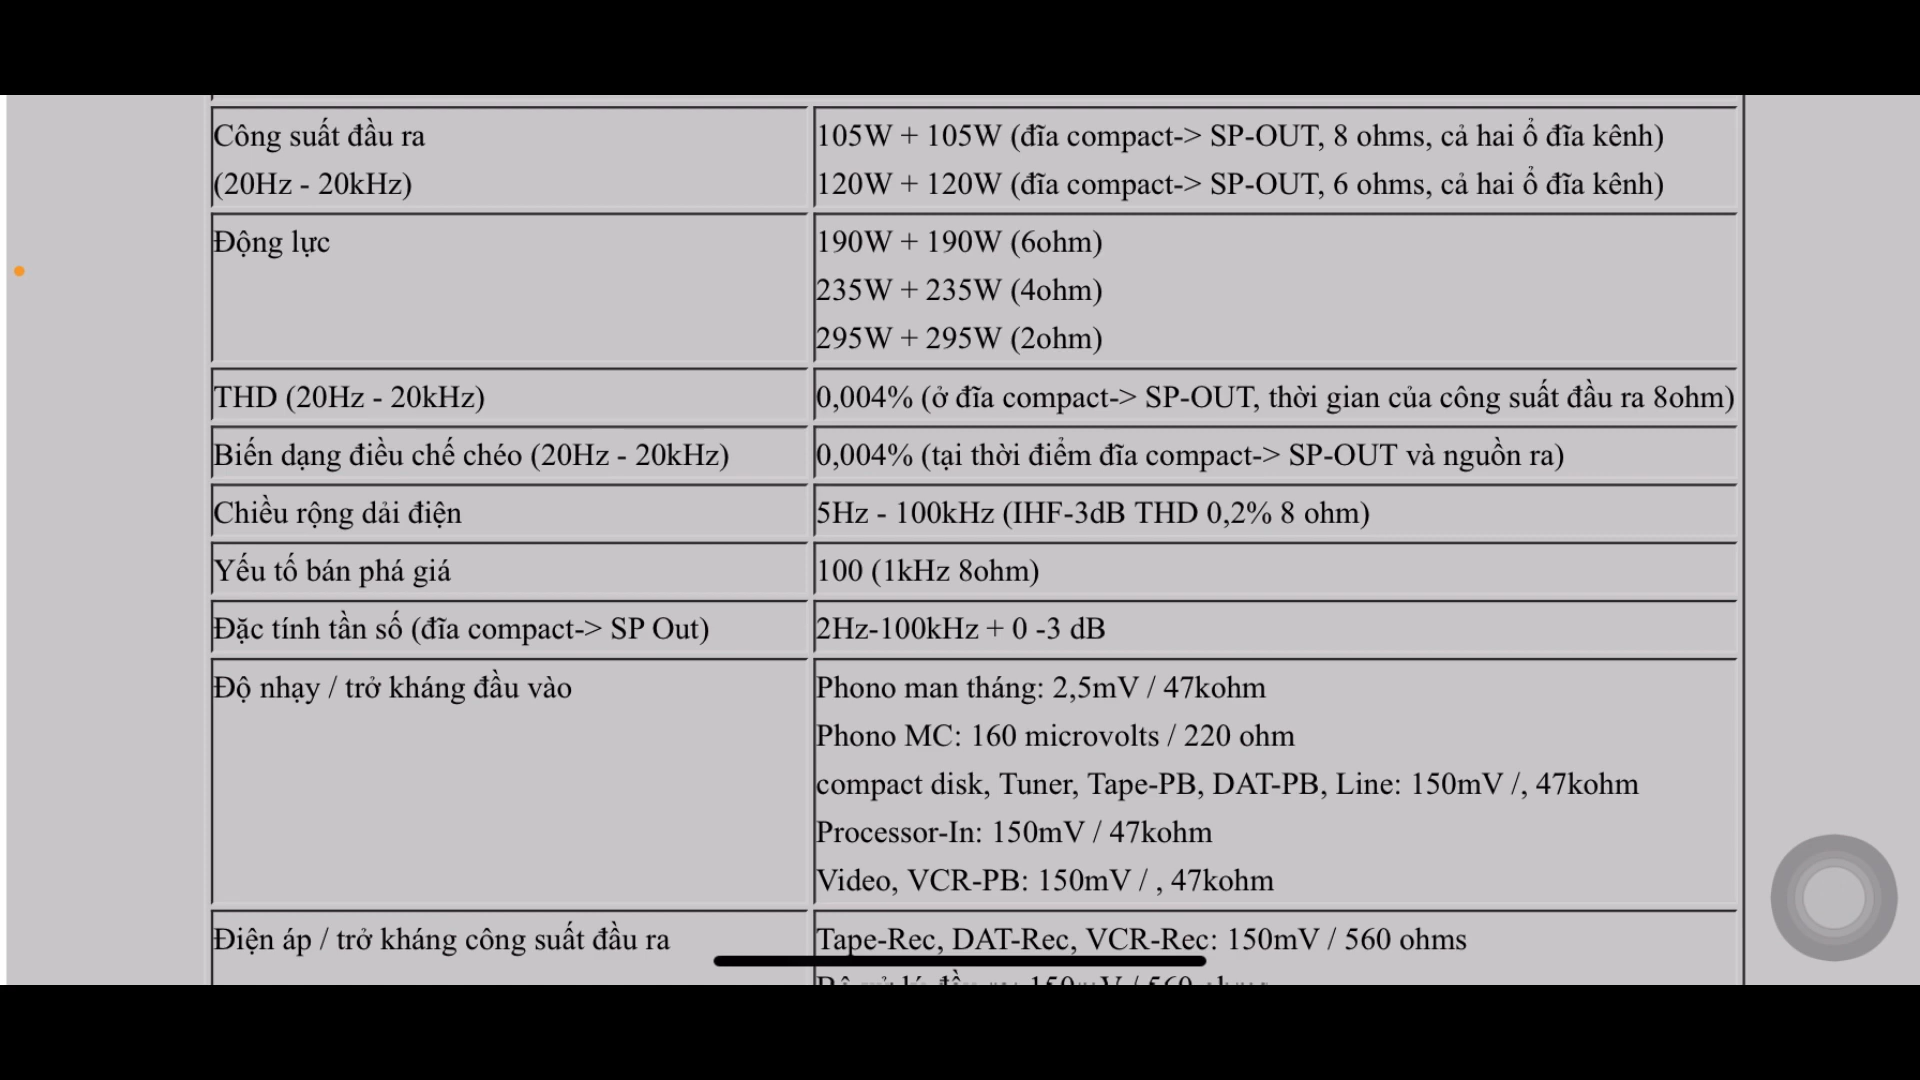 Công suất đầu ra
(20Hz - 20kHz)
105W + 105W (đĩa compact-> SP-OUT, 8 ohms, cả hai ổ đĩa kênh)
120W + 120W (đĩa compact-> SP-OUT, 6 ohms, cả hai ổ đĩa kênh)
Động lực
190W + 190W (6ohm)
235W + 235W (4ohm)
295W + 295W (2ohm)
THD (20Hz - 20kHz)
0,004% (ở đĩa compact-> SP-OUT, thời gian của công suất đầu ra 8ohm)
Biến dạng điều chế chéo (20Hz - 20kHz)
0,004% (tại thời điểm đĩa compact-> SP-OUT và nguồn ra)
Chiều rộng dải điện
5Hz - 100kHz (IHF-3dB THD 0,2% 8 ohm)
Yếu tố bán phá giá
100 (1kHz 8ohm)
Đặc tính tần số (đĩa compact-> SP Out)
2Hz-100kHz + 0 -3 dB
Độ nhạy / trở kháng đầu vào
Phono man tháng: 2,5mV / 47kohm
Phono MC: 160 microvolts / 220 ohm
compact disk, Tuner, Tape-PB, DAT-PB, Line: 150mV /, 47kohm
Processor-In: 150mV / 47kohm
Video, VCR-PB: 150mV / , 47kohm
Điện áp / trở kháng công suất đầu ra
Tape-Rec, DAT-Rec, VCR-Rec: 150mV / 560 ohms